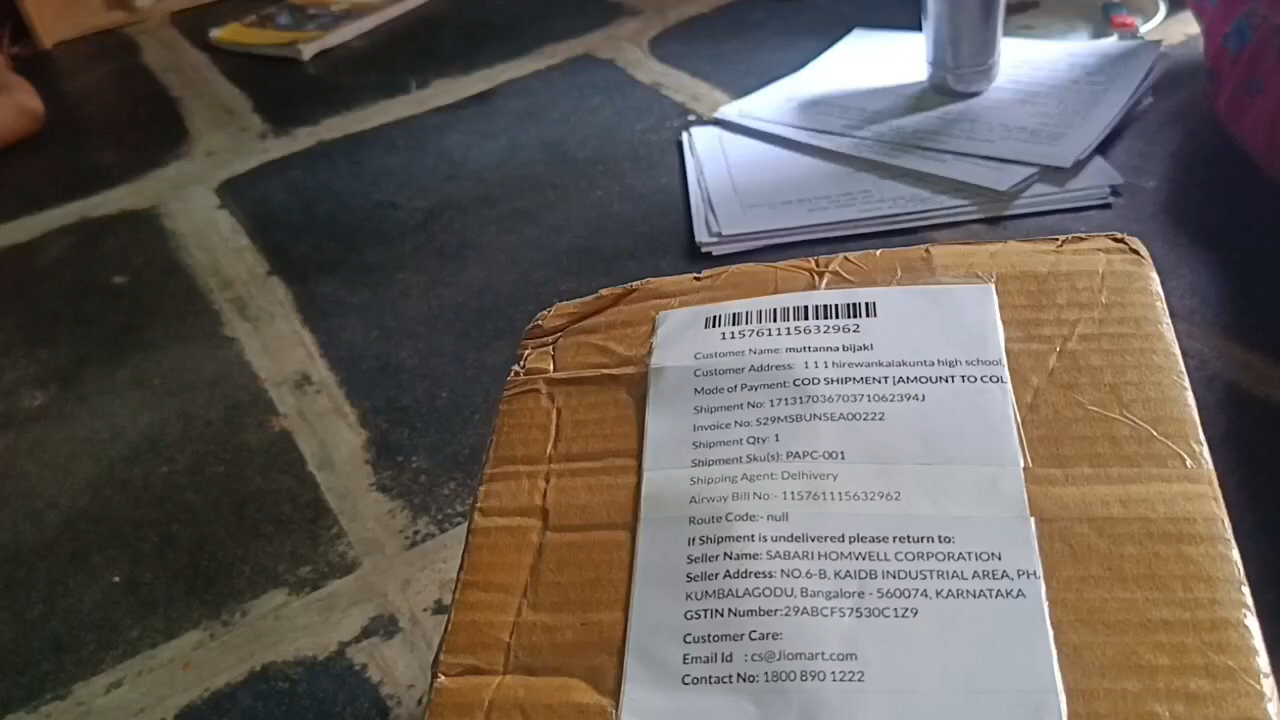 115761115632962
Customer Name: muttanna bijakl
Customer Address: 1 1 1 hirewankalakunta high school,
Mode of Payment: COD SHIPMENT [AMOUNT TO COL
Shipment No: 17131703670371062394J
Invoice No: S29MSBUNSEA00222
Shipment Qty: 1
Shipment Sku(s): PAPC-001
Shipping Agent: Delhivery
Airway Bill No:- 115761115632962
Route Code:- null
If Shipment is undelivered please return to:
Seller Name: SABARI HOMWELL CORPORATION
Seller Address: NO.6-B, KAIDB INDUSTRIAL AREA, PHA
KUMBALAGODU, Bangalore - 560074, KARNATAKA
GSTIN Number:29ABCFS7530C1Z9
Customer Care:
Email Id : cs@Jiomart.com
Contact No: 1800 890 1222